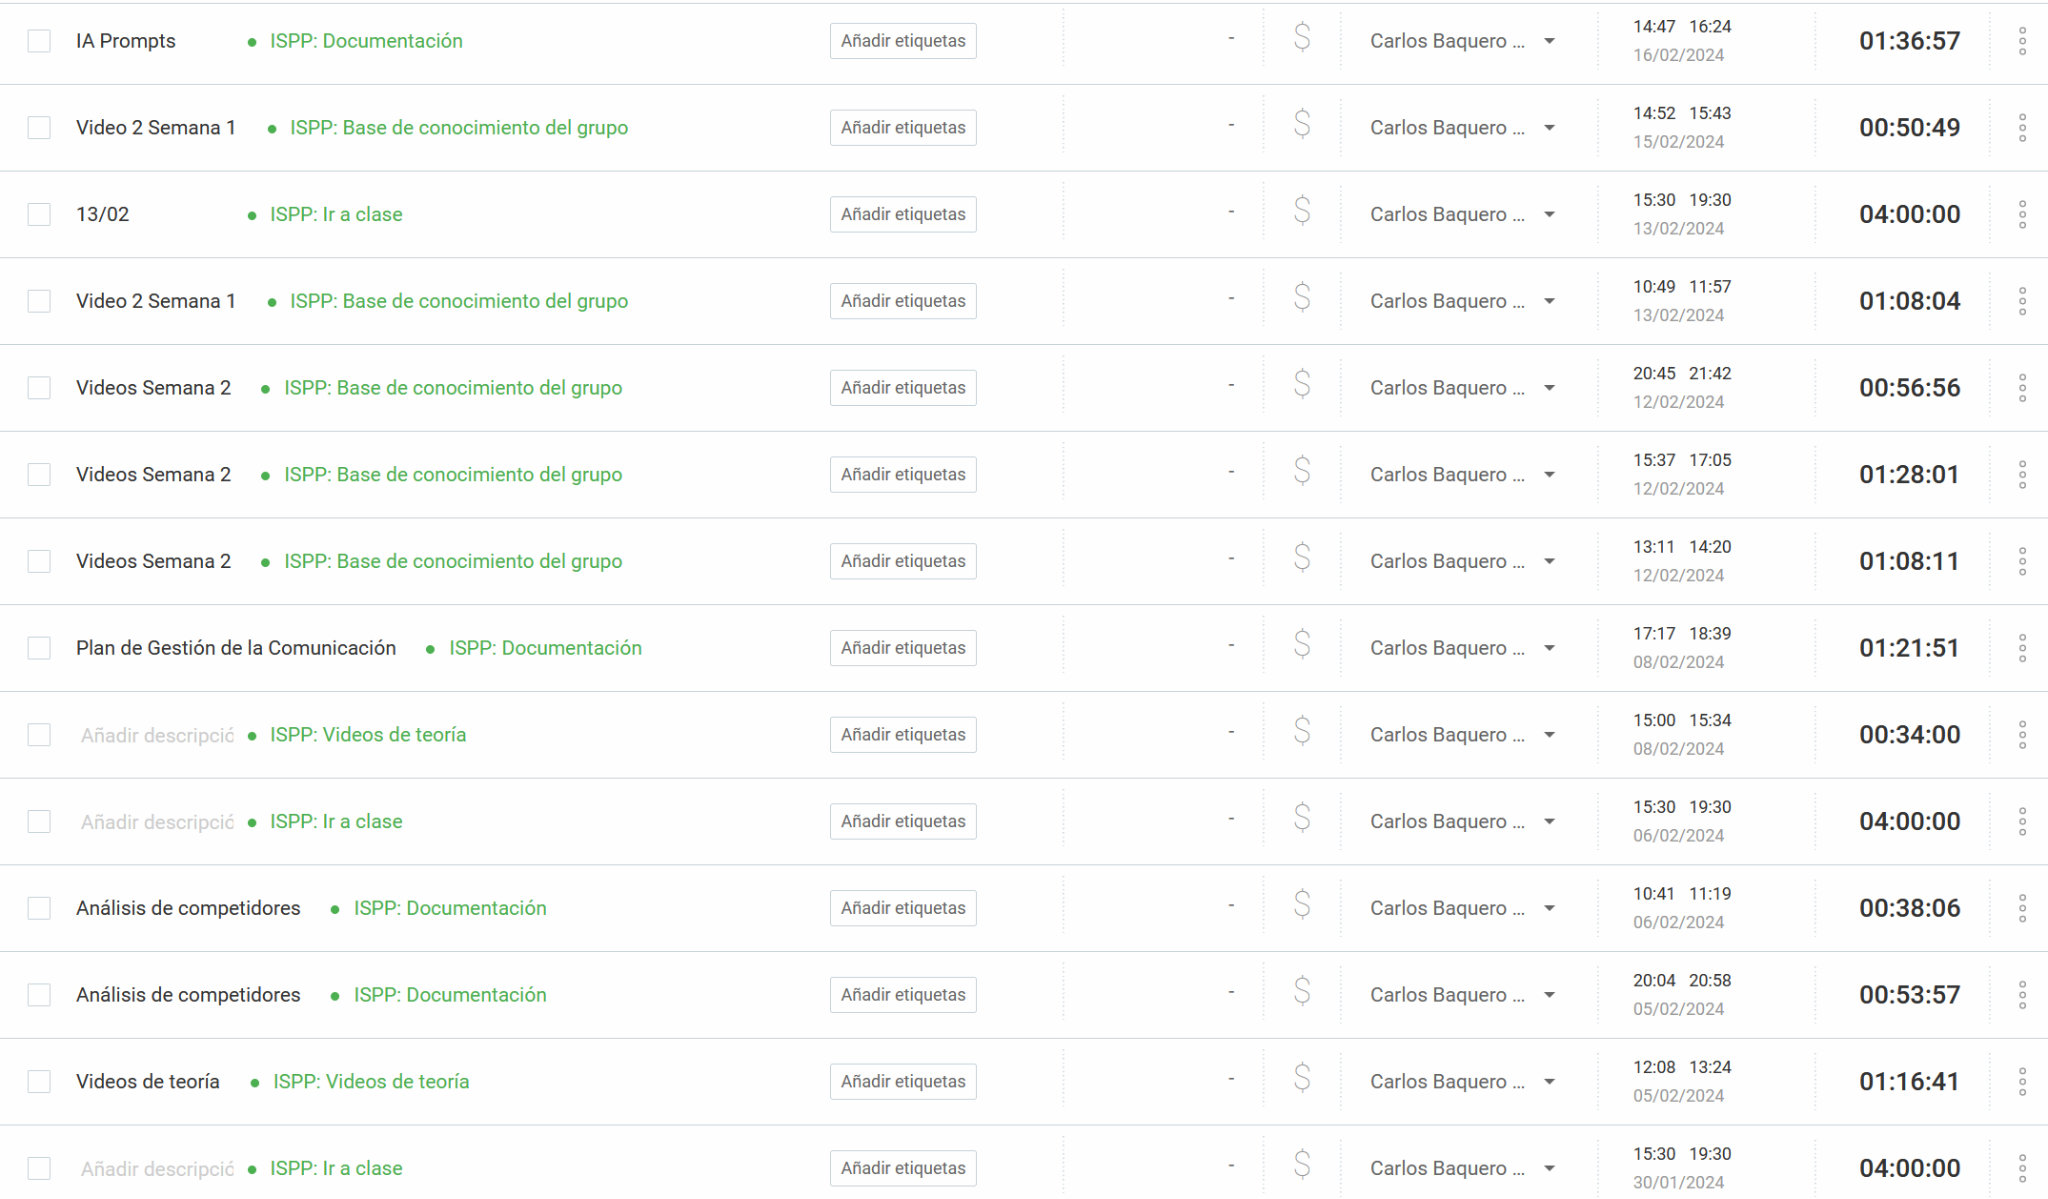 IA Prompts ISPP: Documentación Añadir etiquetas - $ Carlos Baquero ... 14:47 16:24 01:36:57
16/02/2024
Video 2 Semana 1 ISPP: Base de conocimiento del grupo Añadir etiquetas - $ Carlos Baquero ... 14:52 15:43 00:50:49
15/02/2024
13/02 ISPP: Ir a clase Añadir etiquetas - $ Carlos Baquero ... 15:30 19:30 04:00:00
13/02/2024
Video 2 Semana 1 ISPP: Base de conocimiento del grupo Añadir etiquetas - $ Carlos Baquero ... 10:49 11:57 01:08:04
13/02/2024
Videos Semana 2 ISPP: Base de conocimiento del grupo Añadir etiquetas - $ Carlos Baquero ... 20:45 21:42 00:56:56
12/02/2024
Videos Semana 2 ISPP: Base de conocimiento del grupo Añadir etiquetas - $ Carlos Baquero ... 15:37 17:05 01:28:01
12/02/2024
Videos Semana 2 ISPP: Base de conocimiento del grupo Añadir etiquetas - $ Carlos Baquero ... 13:11 14:20 01:08:11
12/02/2024
Plan de Gestión de la Comunicación ISPP: Documentación Añadir etiquetas - $ Carlos Baquero ... 17:17 18:39 01:21:51
08/02/2024
Añadir descripció ISPP: Videos de teoría Añadir etiquetas - $ Carlos Baquero ... 15:00 15:34 00:34:00
08/02/2024
Añadir descripció ISPP: Ir a clase Añadir etiquetas - $ Carlos Baquero ... 15:30 19:30 04:00:00
06/02/2024
Análisis de competidores ISPP: Documentación Añadir etiquetas - $ Carlos Baquero ... 10:41 11:19 00:38:06
06/02/2024
Análisis de competidores ISPP: Documentación Añadir etiquetas - $ Carlos Baquero ... 20:04 20:58 00:53:57
05/02/2024
Videos de teoría ISPP: Videos de teoría Añadir etiquetas - $ Carlos Baquero ... 12:08 13:24 01:16:41
05/02/2024
Añadir descripció ISPP: Ir a clase Añadir etiquetas - $ Carlos Baquero ... 15:30 19:30 04:00:00
30/01/2024